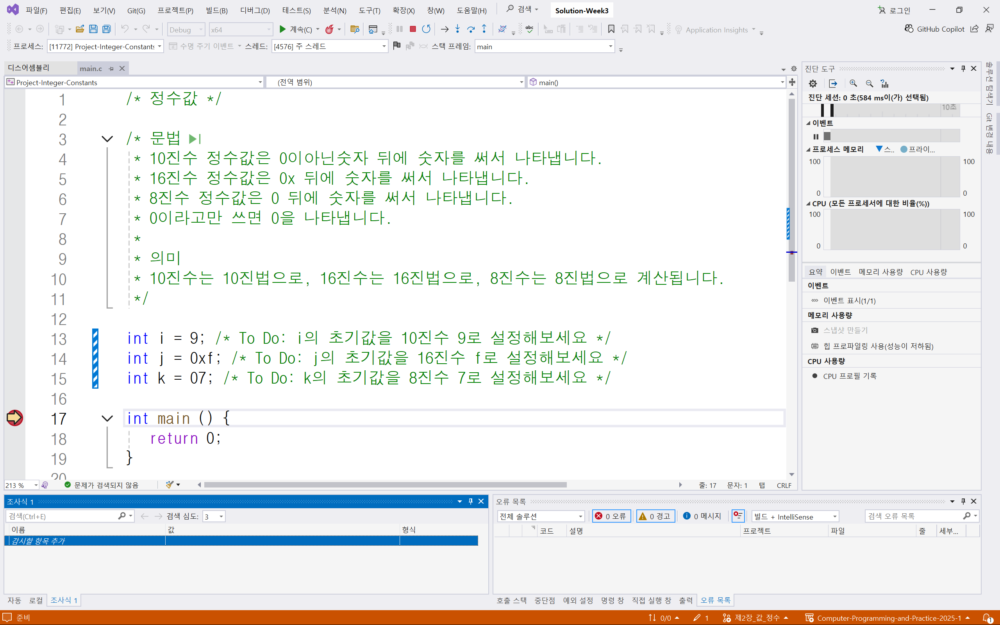 파일(F) 편집(E) 보기(V) Git(G) 프로젝트(P) 빌드(B) 디버그(D) 테스트(S) 분석(N) 도구(T) 확장(X) 창(W) 도움말(H) 검색 Solution-Week3 로그인
Debug x64 계속(C) abc Application Insights GitHub Copilot
프로세스: [11772] Project-Integer-Constants 수명 주기 이벤트 스레드: [4576] 주 스레드 스택 프레임: main
디스어셈블리 main.c
Project-Integer-Constants (전역 범위) main()
1 /* 정수값 */
2
3 /* 문법
4 * 10진수 정수값은 0이아닌숫자 뒤에 숫자를 써서 나타냅니다.
5 * 16진수 정수값은 0x 뒤에 숫자를 써서 나타냅니다.
6 * 8진수 정수값은 0 뒤에 숫자를 써서 나타냅니다.
7 * 0이라고만 쓰면 0을 나타냅니다.
8 *
9 * 의미
10 * 10진수는 10진법으로, 16진수는 16진법으로, 8진수는 8진법으로 계산됩니다.
11 */
12
13 int i = 9; /* To Do: i의 초기값을 10진수 9로 설정해보세요 */
14 int j = 0xf; /* To Do: j의 초기값을 16진수 f로 설정해보세요 */
15 int k = 07; /* To Do: k의 초기값을 8진수 7로 설정해보세요 */
16
17 int main () {
18 return 0;
19 }
20
213 % 문제가 검색되지 않음 줄: 17 문자: 1 탭 CRLF
진단 도구
진단 세션: 0 초(584 ms이(가) 선택됨)
10초
이벤트
프로세스 메모리 스.. 프라이...
100 100
0 0
CPU (모든 프로세서에 대한 비율(%))
100 100
0 0
요약 이벤트 메모리 사용량 CPU 사용량
이벤트
이벤트 표시(1/1)
메모리 사용량
스냅샷 만들기
힙 프로파일링 사용(성능이 저하됨)
CPU 사용량
CPU 프로필 기록
솔루션 탐색기
Git 변경 내용
조사식 1
검색(Ctrl+E) 검색 심도: 3
이름 값 형식
감시할 항목 추가
자동 로컬 조사식 1
오류 목록
전체 솔루션 0 오류 0 경고 0 메시지 빌드 + IntelliSense 검색 오류 목록
코드 설명 프로젝트 파일 줄 세부...
호출 스택 중단점 예외 설정 명령 창 직접 실행 창 출력 오류 목록
준비 0/0 1 제2장_값_정수 Computer-Programming-and-Practice-2025-1 1